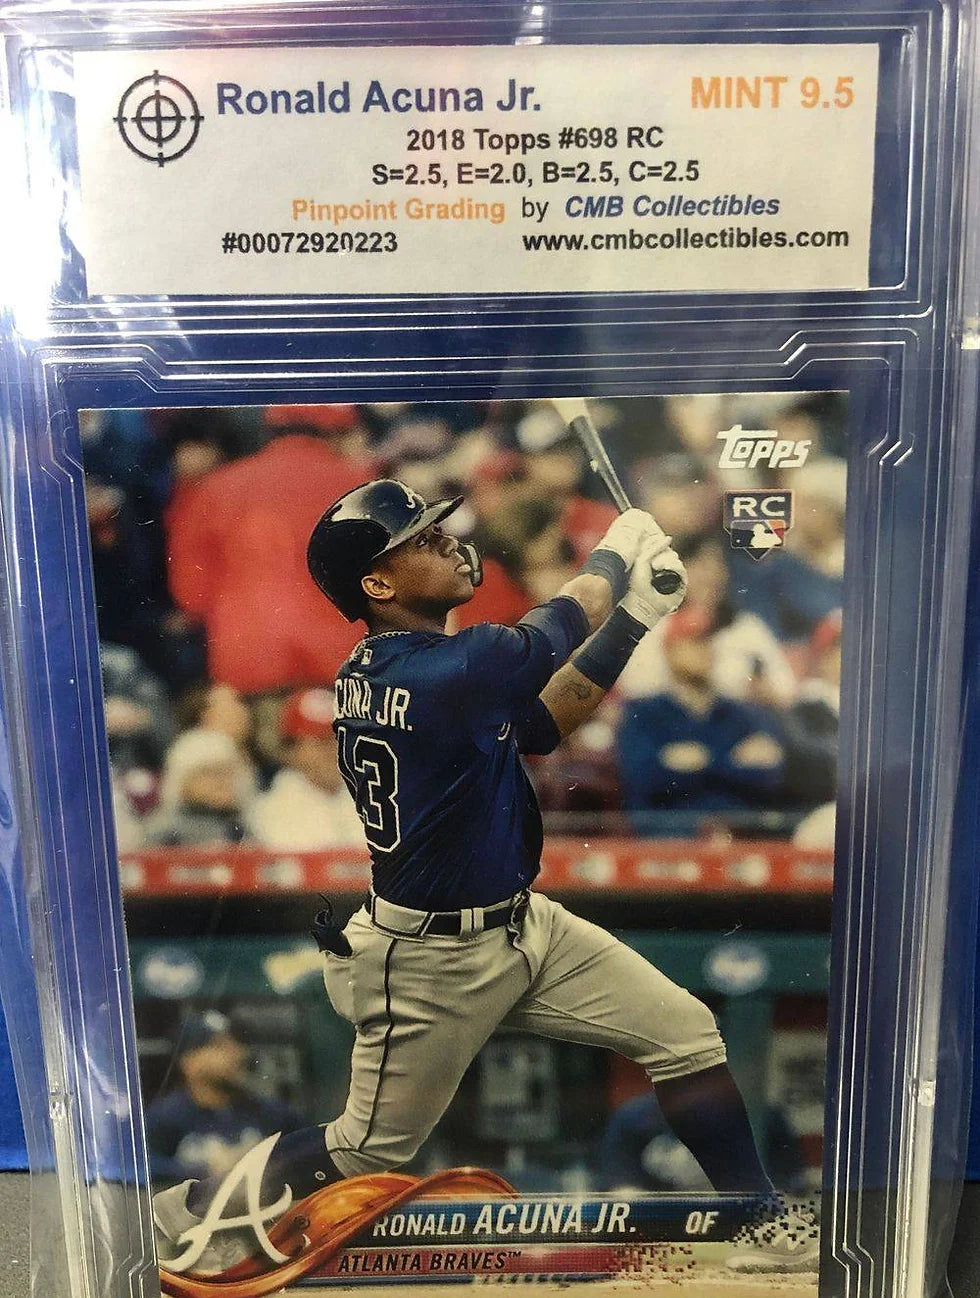 Ronald Acuna Jr.
MINT 9.5
2018 Topps #698 RC
S=2.5, E=2.0, B=2.5, C=2.5
Pinpoint Grading by CMB Collectibles
#00072920223
www.cmbcollectibles.com
Topps
RC
A
CUNA JR.
13
A
RONALD ACUNA JR. OF
ATLANTA BRAVES™